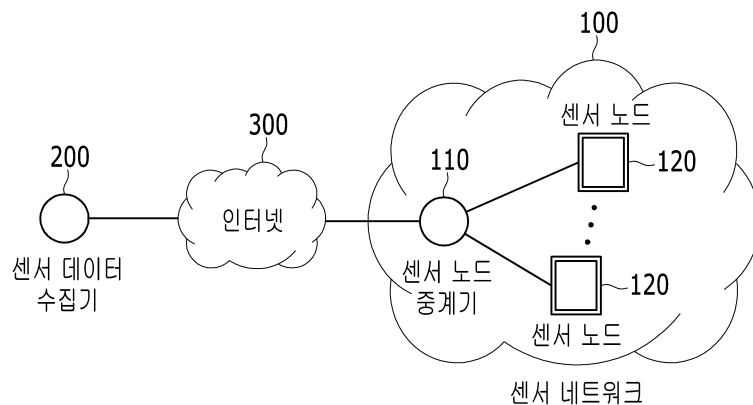 100
센서 노드
120
300
200
110
인터넷
센서 데이터
수집기
센서 노드
중계기
120
센서 노드
센서 네트워크